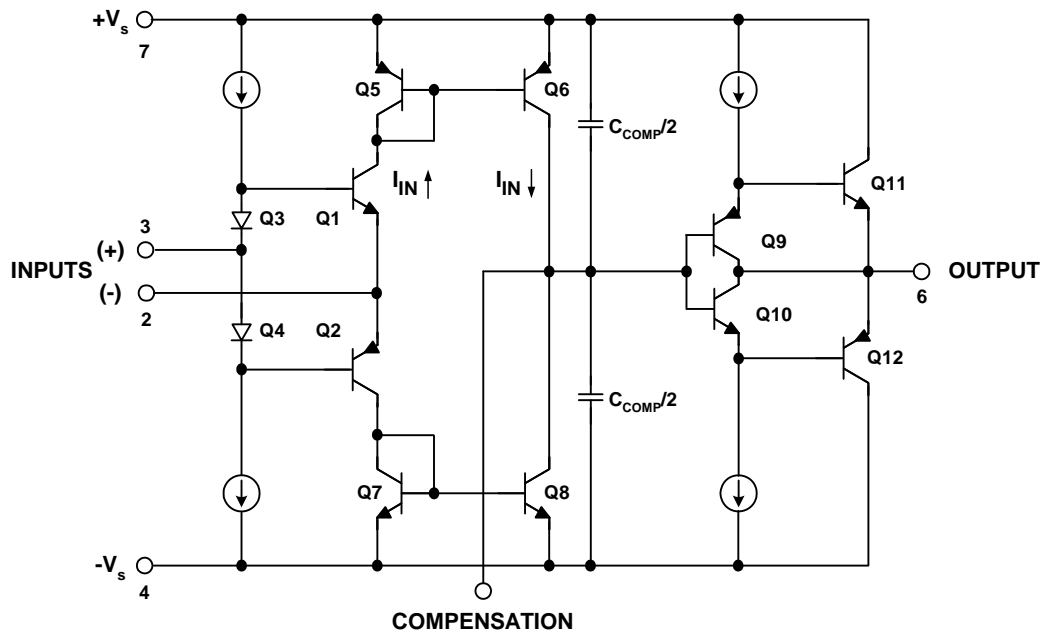 +Vs
7
Q5
Q6
CCOMP/2
IIN
IIN
Q11
3
Q3
Q1
(+)
Q9
INPUTS
OUTPUT
(-)
6
2
Q4
Q2
Q10
Q12
CCOMP/2
Q7
Q8
-Vs
4
COMPENSATION